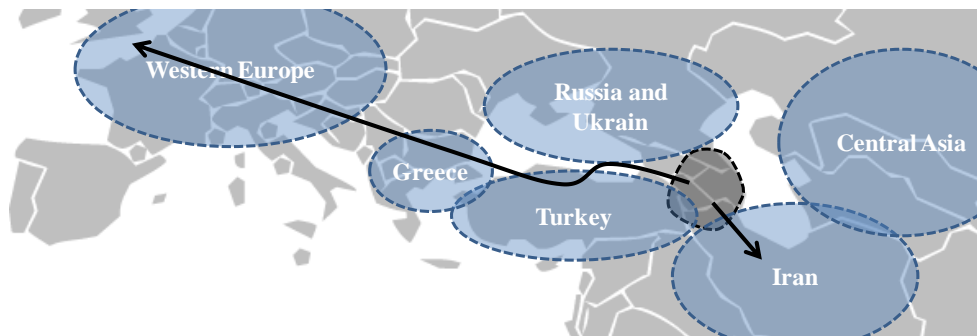 Western Europe
Russia and
Ukrain
Central Asia
Greece
Turkey
Iran